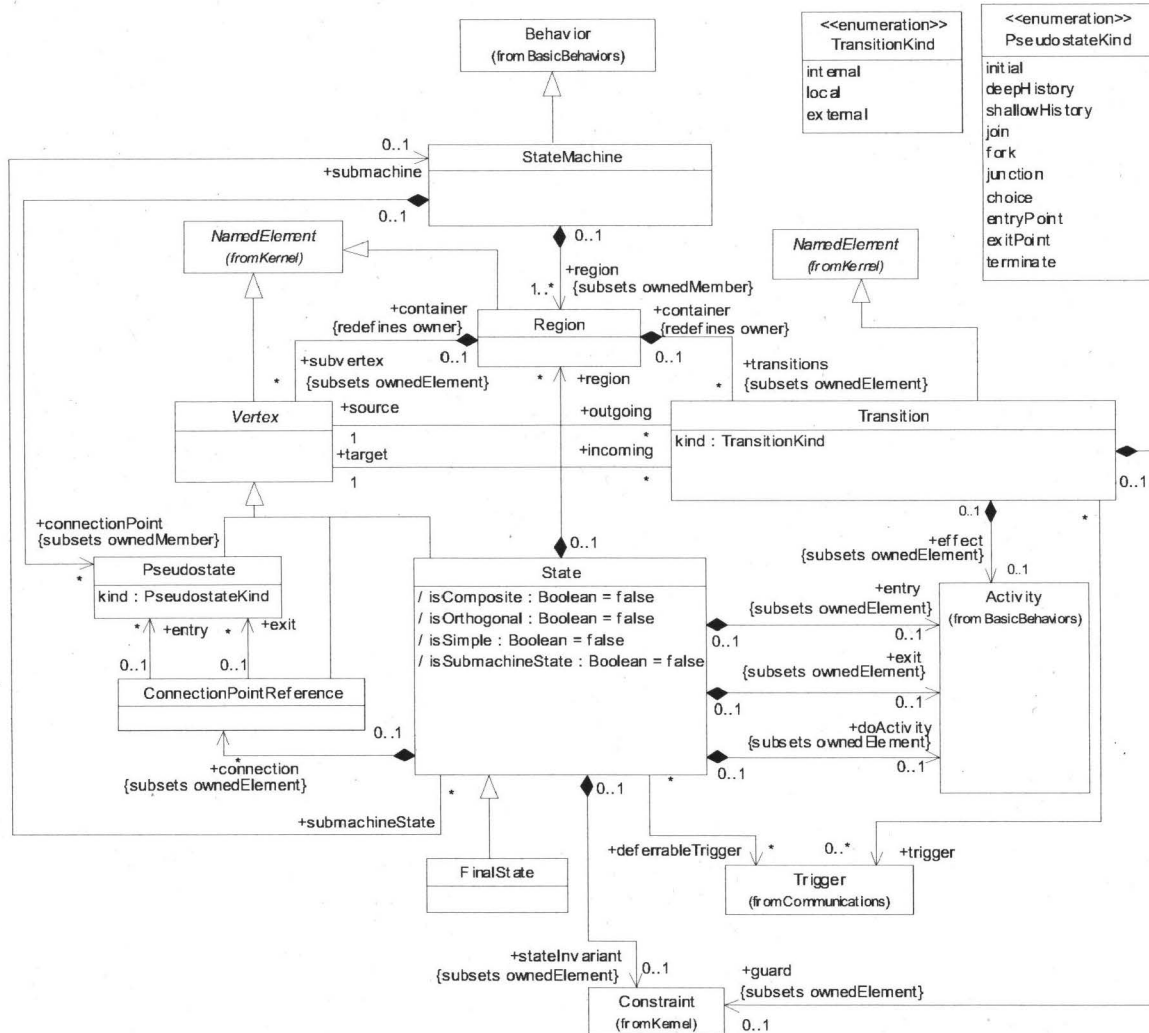 Behavior
(from BasicBehaviors)
<<enumeration>>
TransitionKind
internal
local
external
<<enumeration>>
PseudostateKind
initial
deepHistory
shallowHistory
join
fork
junction
choice
entryPoint
exitPoint
terminate
0..1
+submachine
StateMachine
0..1
0..1
NamedElement
(fromKernel)
NamedElement
(fromKernel)
+region
1..* {subsets ownedMember}
+container
{redefines owner}
Region
+container
{redefines owner}
0..1
0..1
+subvertex
* {subsets ownedElement}
* +region
+transitions
* {subsets ownedElement}
Vertex
+source
1
+outgoing
*
+target
1
+incoming
*
Transition
kind : TransitionKind
0..1
0..1
*
+connectionPoint
{subsets ownedMember}
*
Pseudostate
kind : PseudostateKind
* +entry
* +exit
0..1
0..1
ConnectionPointReference
0..1
State
/ isComposite : Boolean = false
/ isOrthogonal : Boolean = false
/ isSimple : Boolean = false
/ isSubmachineState : Boolean = false
+effect
{subsets ownedElement}
0..1
+entry
{subsets ownedElement}
0..1
0..1
Activity
(from BasicBehaviors)
+exit
{subsets ownedElement}
0..1
0..1
+doActivity
{subsets ownedElement}
0..1
0..1
0..1
*
+connection
{subsets ownedElement}
*
+submachineState
0..1
*
FinalState
+deferrableTrigger
*
0..*
+trigger
Trigger
(fromCommunications)
+stateInvariant
{subsets ownedElement}
0..1
Constraint
(fromKernel)
+guard
{subsets ownedElement}
0..1